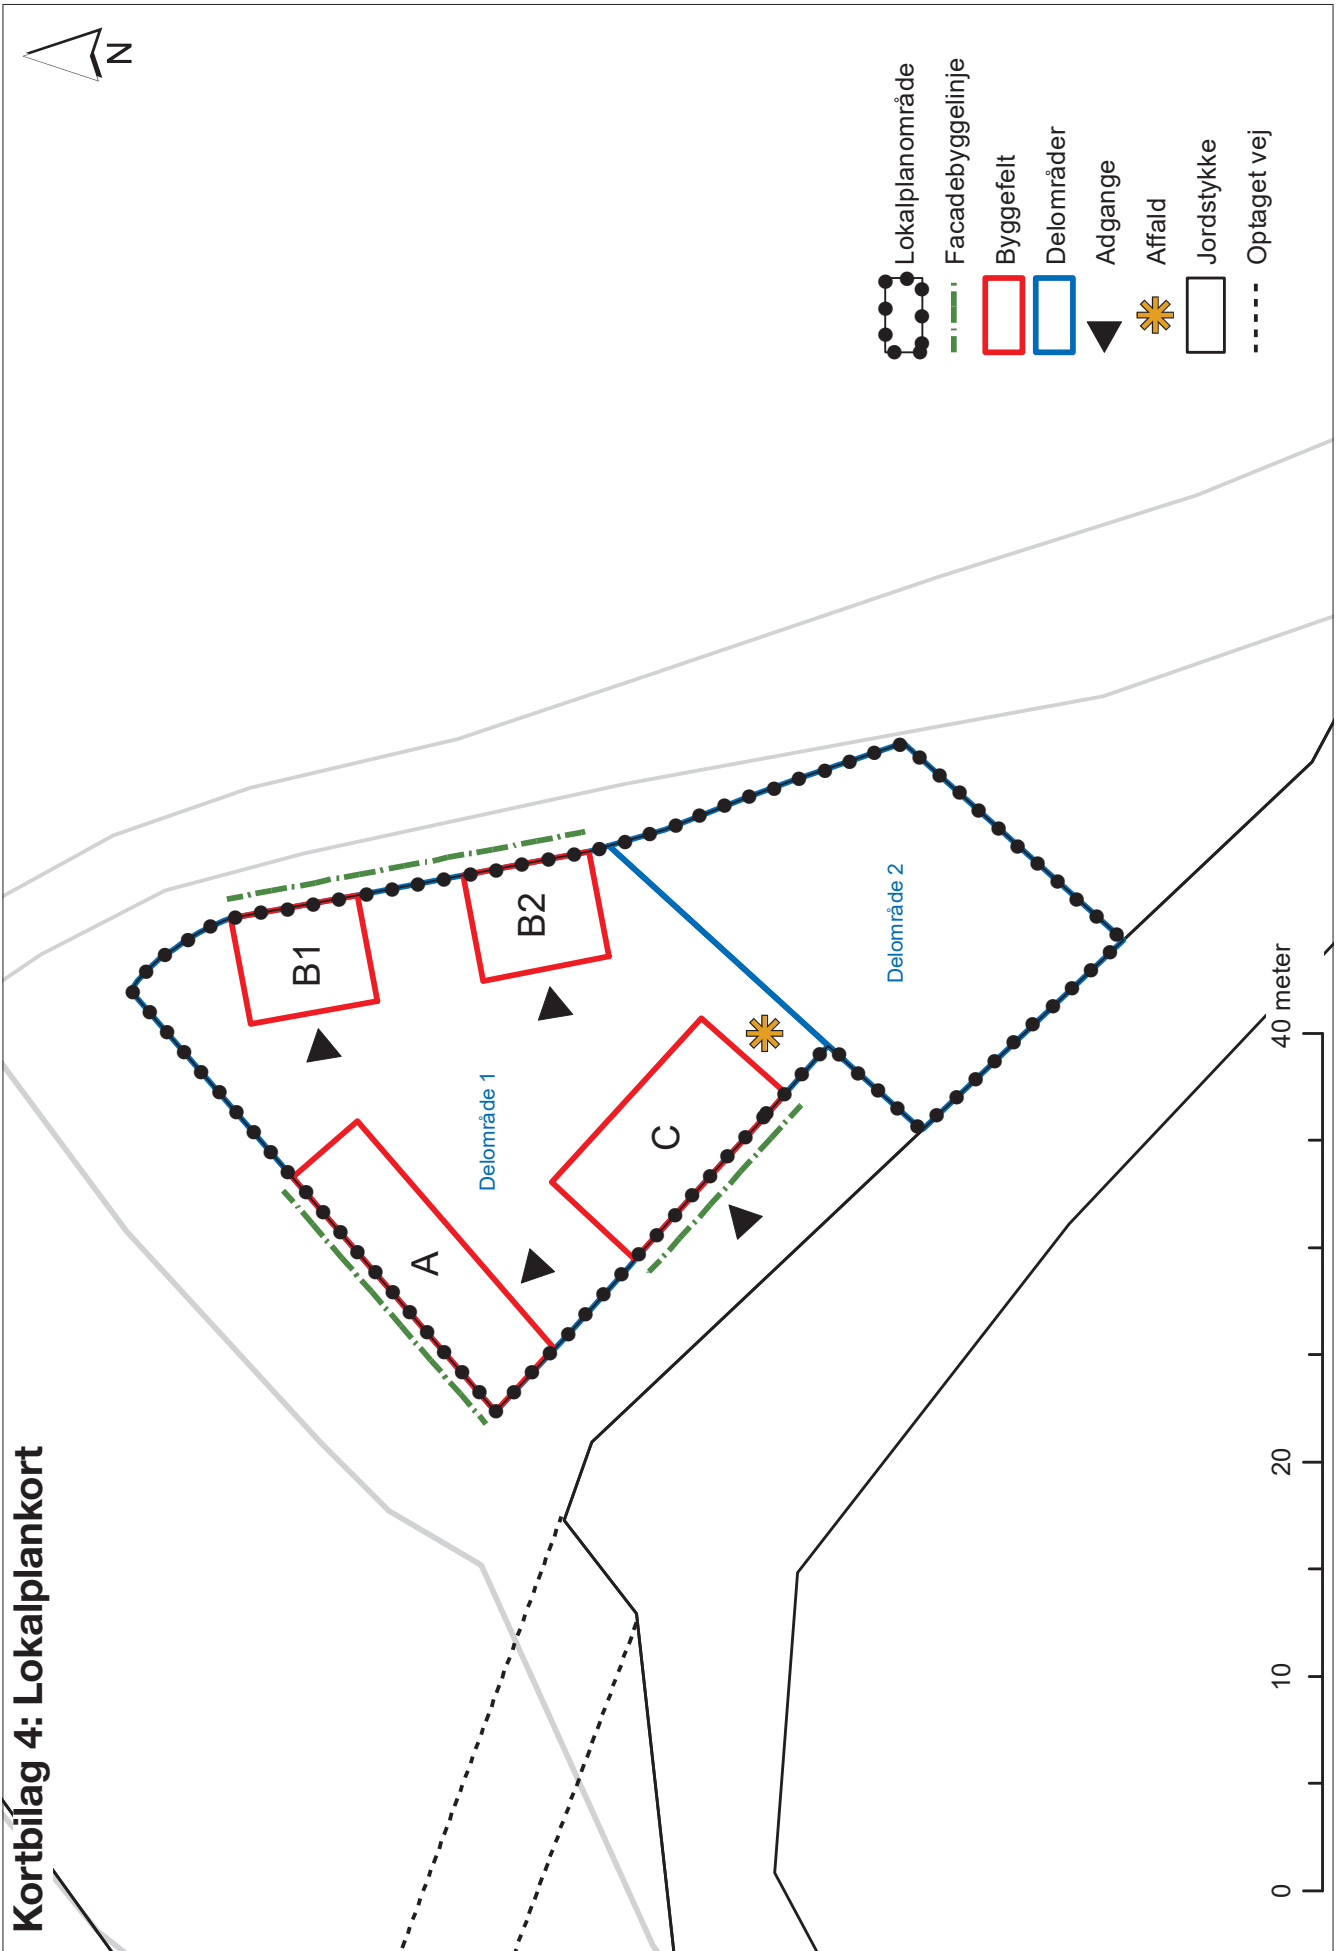 Kortbilag 4: Lokalplankort
N
B1
B2
A
C
Delområde 1
Delområde 2
Lokalplanområde
Facadebyggelinje
Byggefelt
Delområder
Adgange
Affald
Jordstykke
Optaget vej
0 10 20 40 meter